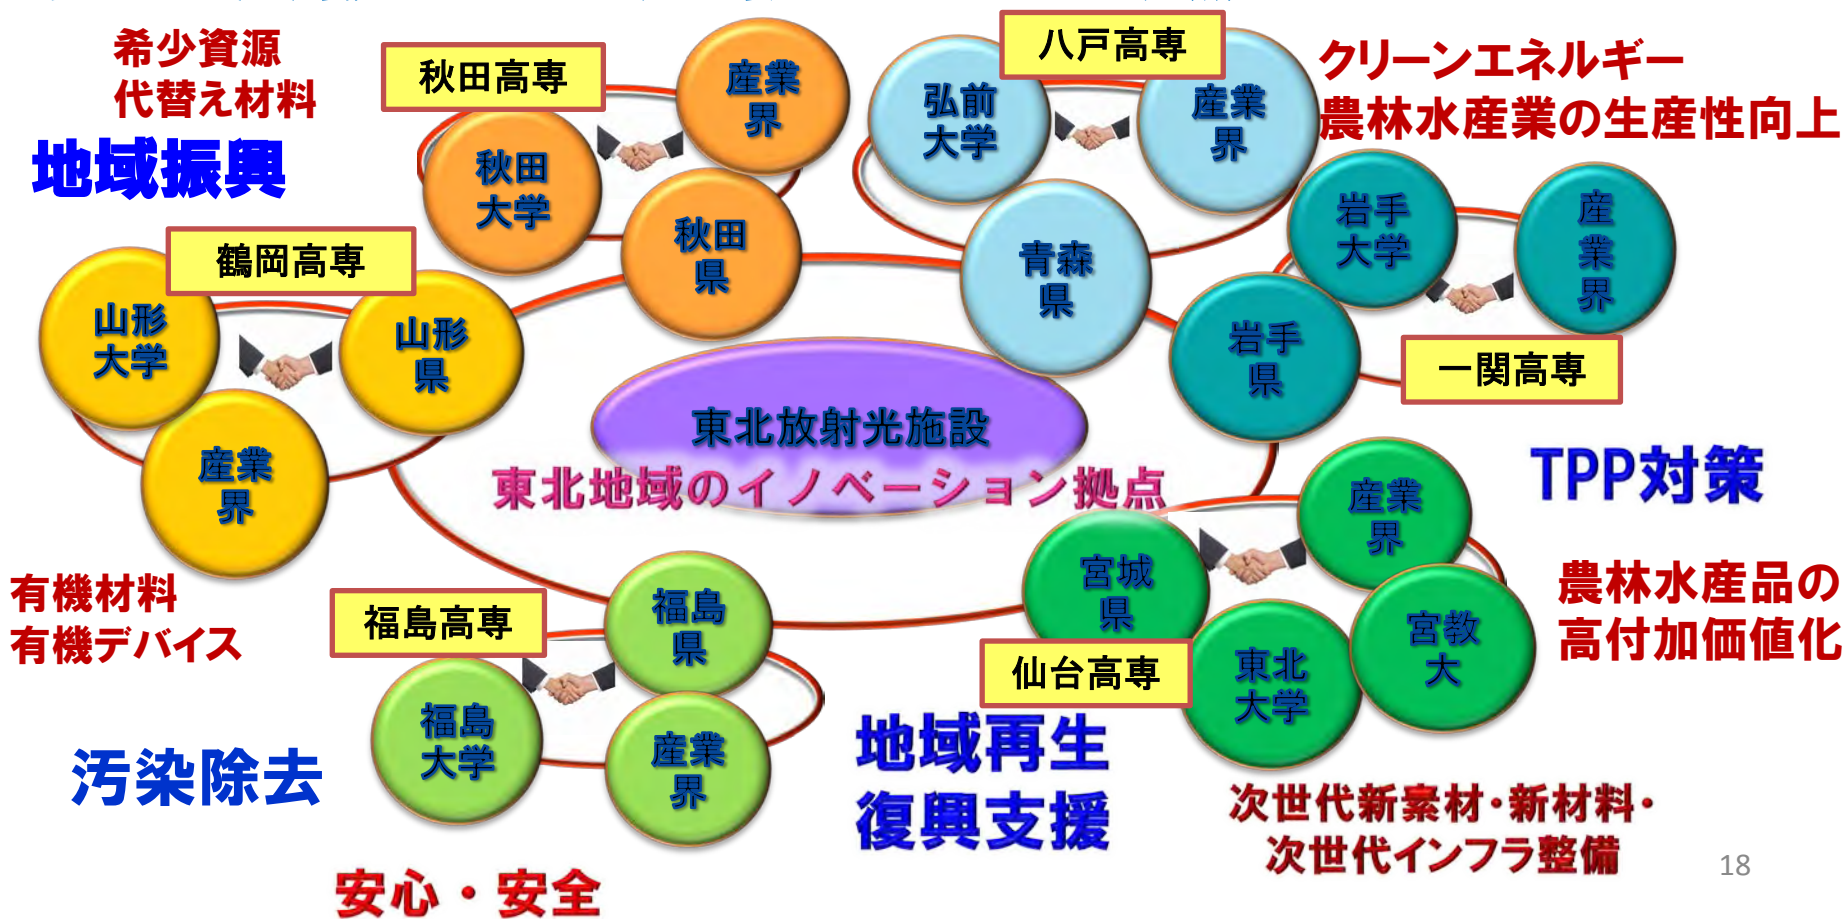 希少資源
代替え材料
地域振興
秋田高専
産業
界
秋田
大学
秋田
県
八戸高専
弘前
大学
産業
界
青森
県
クリーンエネルギー
農林水産業の生産性向上
岩手
大学
産
業
界
岩手
県
一関高専
鶴岡高専
山形
大学
山形
県
産業
界
東北放射光施設
東北地域のイノベーション拠点
TPP対策
有機材料
有機デバイス
福島高専
福島
県
福島
大学
産業
界
産業
界
宮城
県
仙台高専
東北
大学
宮教
大
農林水産品の
高付加価値化
汚染除去
地域再生
復興支援
次世代新素材・新材料・
次世代インフラ整備
安心・安全
18